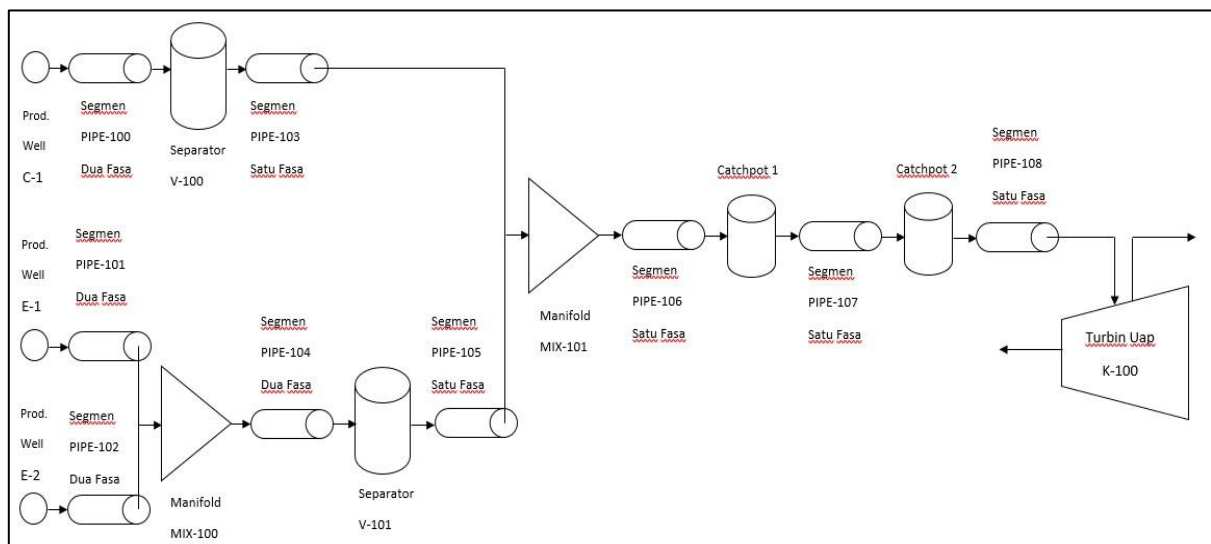 Prod.
Well
C-1
Segmen
PIPE-100
Dua Fasa
Separator
V-100
Segmen
PIPE-103
Satu Fasa
Prod.
Well
E-1
Segmen
PIPE-101
Dua Fasa
Prod.
Well
E-2
Segmen
PIPE-102
Dua Fasa
Manifold
MIX-100
Segmen
PIPE-104
Dua Fasa
Separator
V-101
Segmen
PIPE-105
Satu Fasa
Manifold
MIX-101
Segmen
PIPE-106
Satu Fasa
Catchpot 1
Segmen
PIPE-107
Satu Fasa
Catchpot 2
Segmen
PIPE-108
Satu Fasa
Turbin Uap
K-100